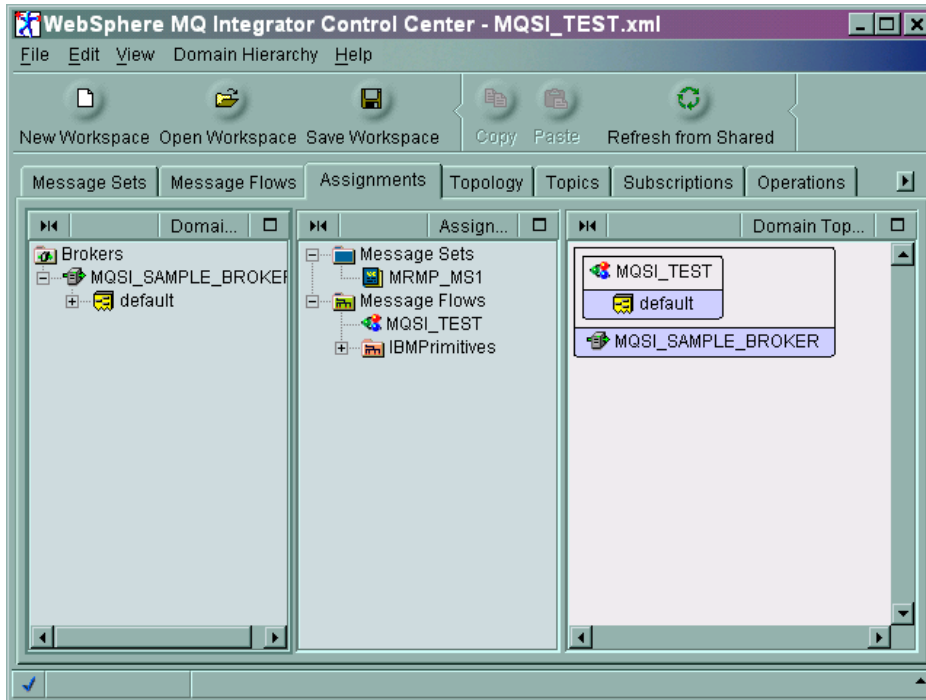 WebSphere MQ Integrator Control Center - MQSI_TEST.xml
File Edit View Domain Hierarchy Help
New Workspace Open Workspace Save Workspace Copy Paste Refresh from Shared
Message Sets Message Flows Assignments Topology Topics Subscriptions Operations
Domai... Assign... Domain Top...
Brokers
MQSI_SAMPLE_BROKER
default
Message Sets
MRMP_MS1
Message Flows
MQSI_TEST
IBMPrimitives
MQSI_TEST
default
MQSI_SAMPLE_BROKER